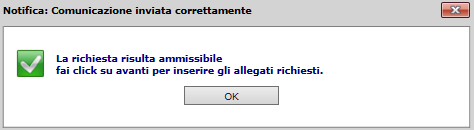 Notifica: Comunicazione inviata correttamente
La richiesta risulta ammissibile
fai click su avanti per inserire gli allegati richiesti.
OK